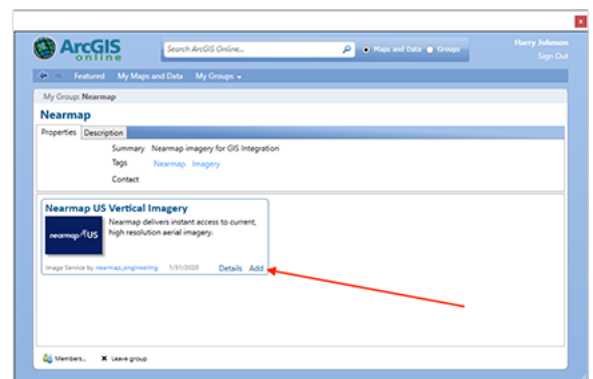 ArcGIS
online
Search ArcGIS Online...
Maps and Data
Groups
Harry Johnson
Sign Out
Featured My Maps and Data My Groups
My Group: Nearmap
Nearmap
Properties Description
Summary Nearmap imagery for GIS Integration
Tags Nearmap Imagery
Contact
Nearmap US Vertical Imagery
nearmap US
Nearmap delivers instant access to current,
high resolution aerial imagery.
Image Service by nearmap_engineering 1/31/2020 Details Add
Members... Leave group